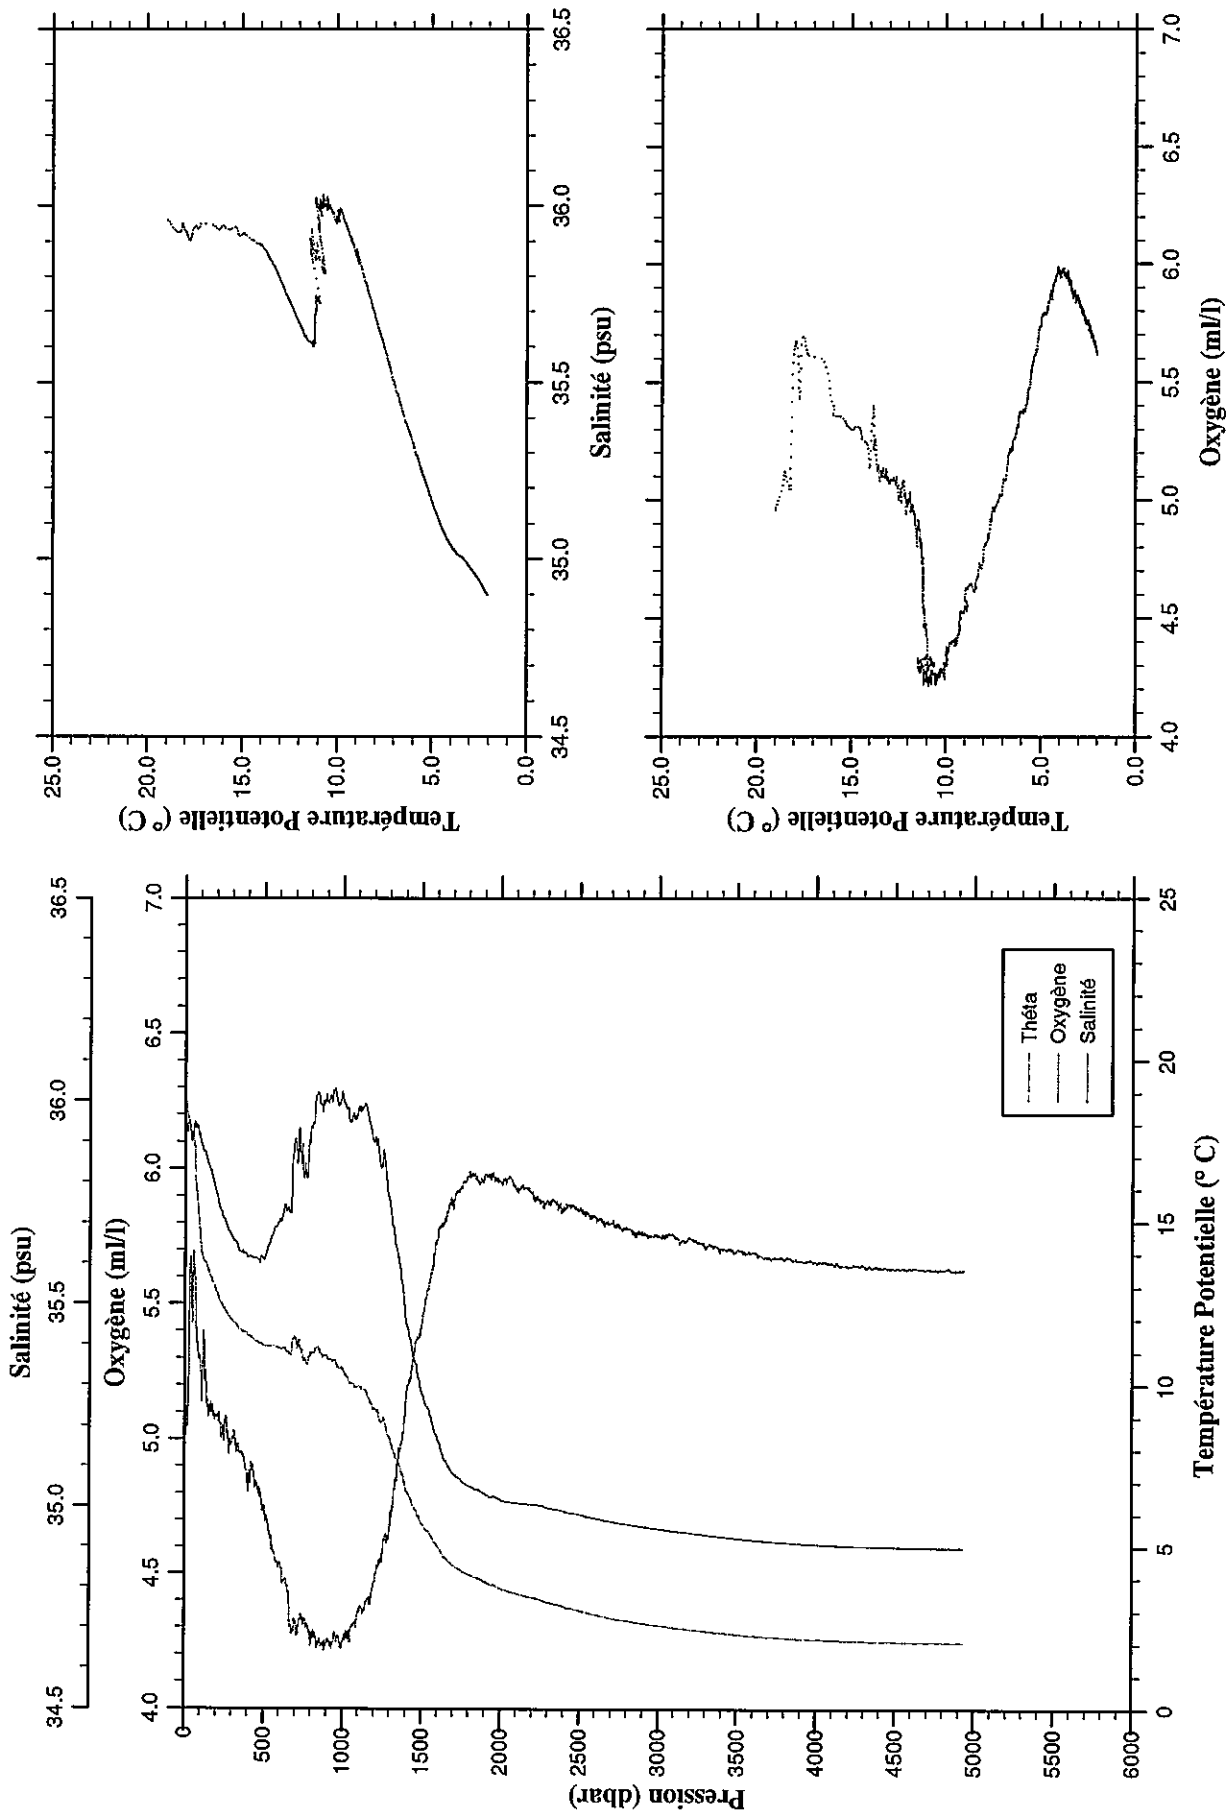 Salinité (psu)
34.5 35.0 35.5 36.0 36.5
Oxygène (ml/l)
4.0 4.5 5.0 5.5 6.0 6.5 7.0
Pression (dbar)
0
500
1000
1500
2000
2500
3000
3500
4000
4500
5000
5500
6000
Théta
Oxygène
Salinité
0 5 10 15 20 25
Température Potentielle (° C)
Température Potentielle (° C)
25.0
20.0
15.0
10.0
5.0
0.0
34.5 35.0 35.5 36.0 36.5
Salinité (psu)
Température Potentielle (° C)
25.0
20.0
15.0
10.0
5.0
0.0
4.0 4.5 5.0 5.5 6.0 6.5 7.0
Oxygène (ml/l)